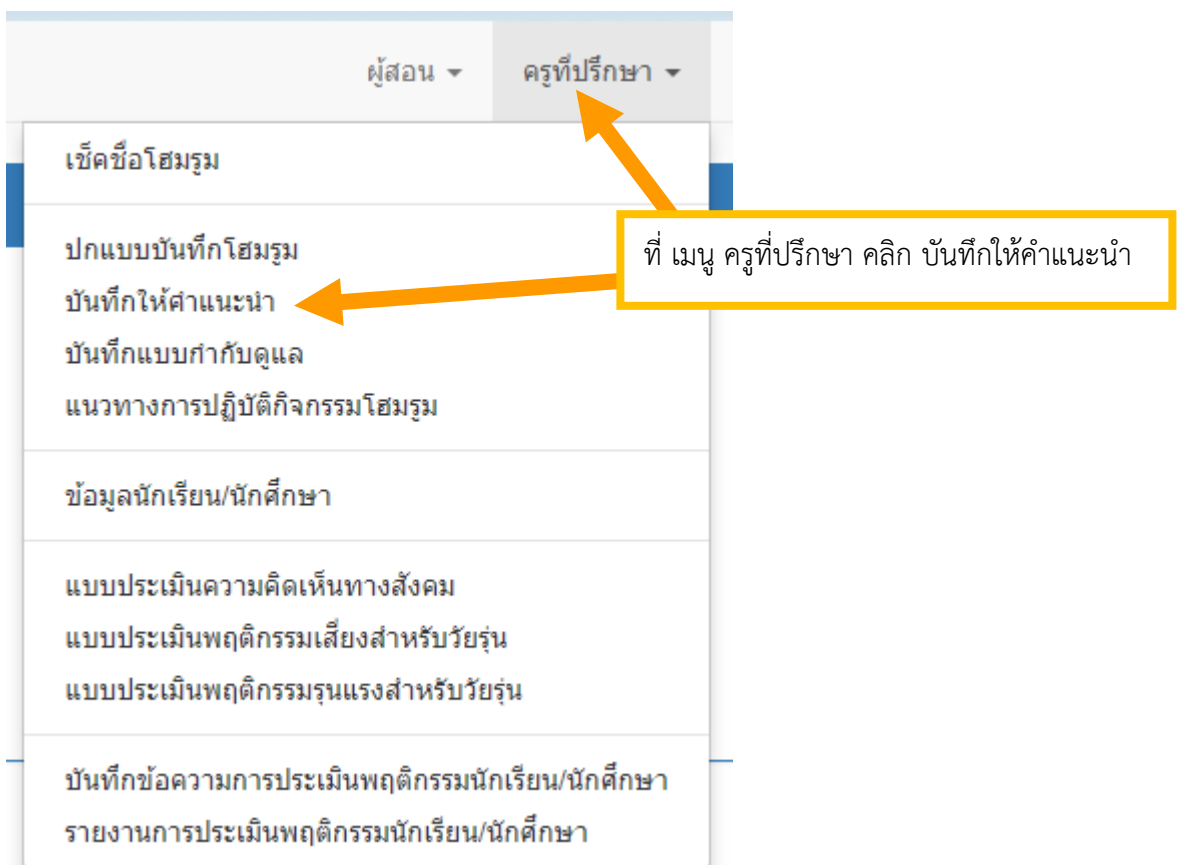 ผู้สอน ครูที่ปรึกษา
เช็คชื่อโฮมรูม
ปกแบบบันทึกโฮมรูม
ที่ เมนู ครูที่ปรึกษา คลิก บันทึกให้คำแนะนำ
บันทึกให้คำแนะนำ
บันทึกแบบกำกับดูแล
แนวทางการปฏิบัติกิจกรรมโฮมรูม
ข้อมูลนักเรียน/นักศึกษา
แบบประเมินความคิดเห็นทางสังคม
แบบประเมินพฤติกรรมเสี่ยงสำหรับวัยรุ่น
แบบประเมินพฤติกรรมรุนแรงสำหรับวัยรุ่น
บันทึกข้อความการประเมินพฤติกรรมนักเรียน/นักศึกษา
รายงานการประเมินพฤติกรรมนักเรียน/นักศึกษา